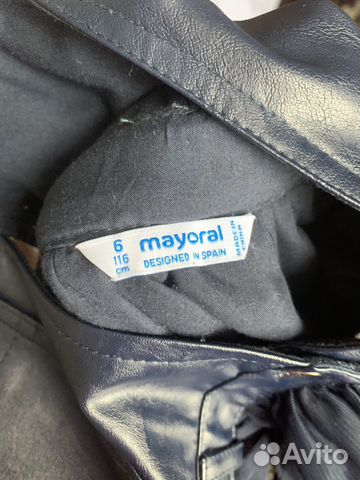 6
116
cm
mayoral
DESIGNED IN SPAIN
MADE IN
CHINA
Avito